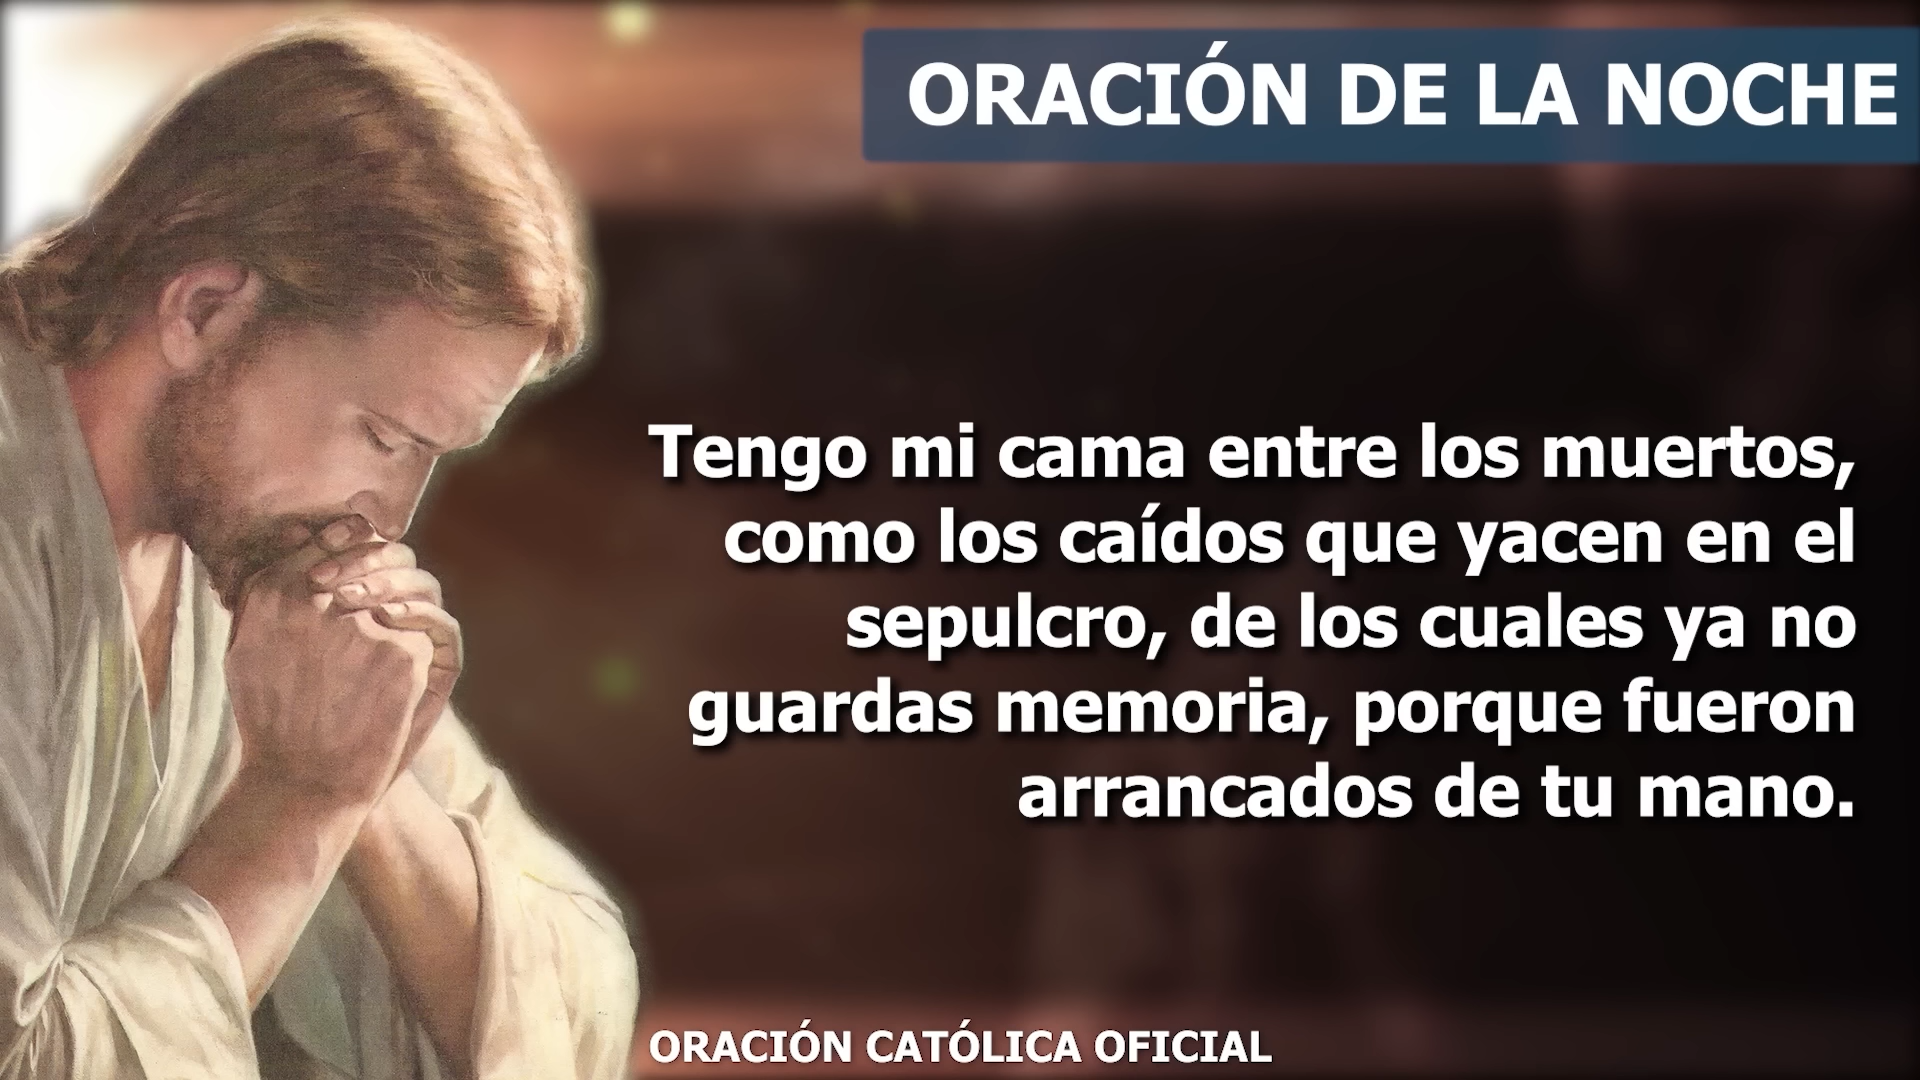 ORACIÓN DE LA NOCHE
Tengo mi cama entre los muertos,
como los caídos que yacen en el
sepulcro, de los cuales ya no
guardas memoria, porque fueron
arrancados de tu mano.
ORACIÓN CATÓLICA OFICIAL